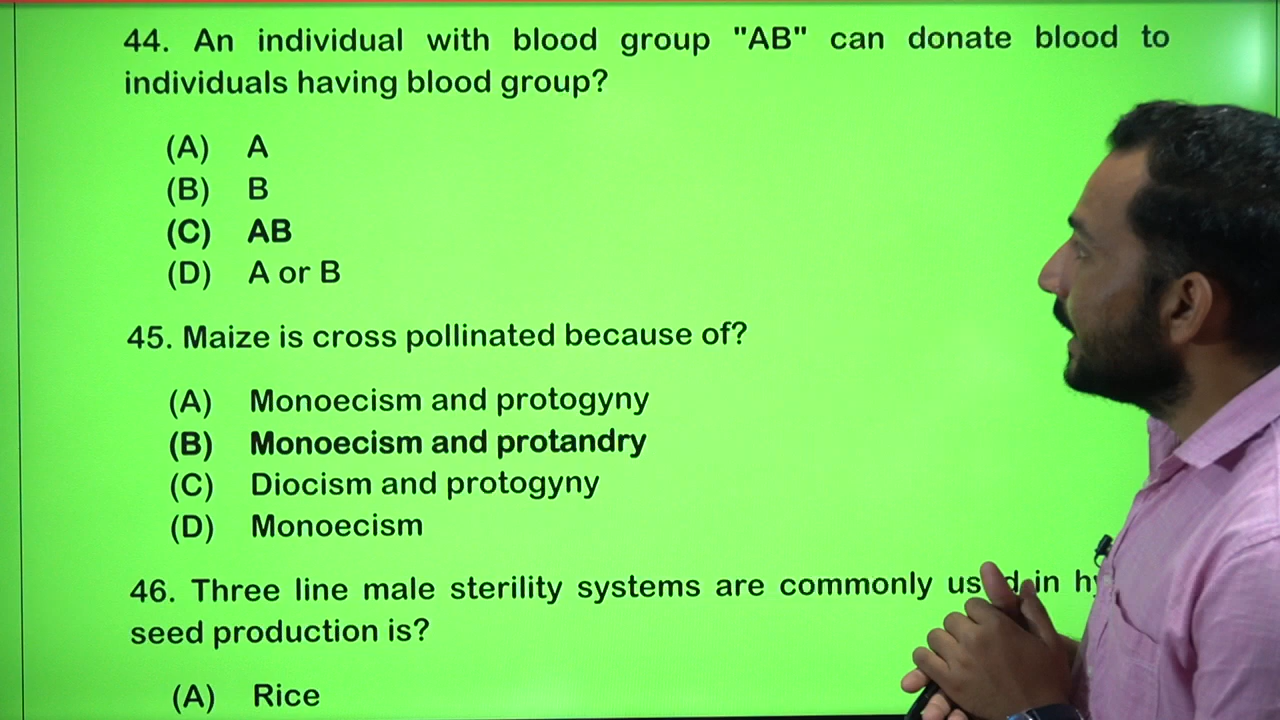 44. An individual with blood group "AB" can donate blood to
individuals having blood group?
(A) A
(B) B
(C) AB
(D) A or B
45. Maize is cross pollinated because of?
(A) Monoecism and protogyny
(B) Monoecism and protandry
(C) Diocism and protogyny
(D) Monoecism
46. Three line male sterility systems are commonly in
seed production is?
(A) Rice